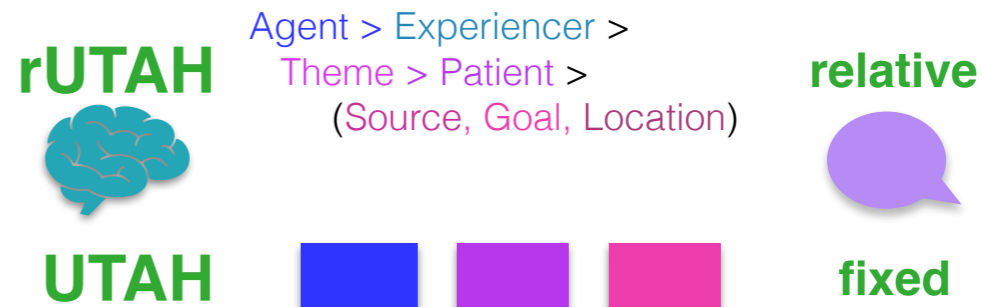 Agent > Experiencer >
rUTAH
Theme > Patient >
relative
(Source, Goal, Location)
UTAH
fixed